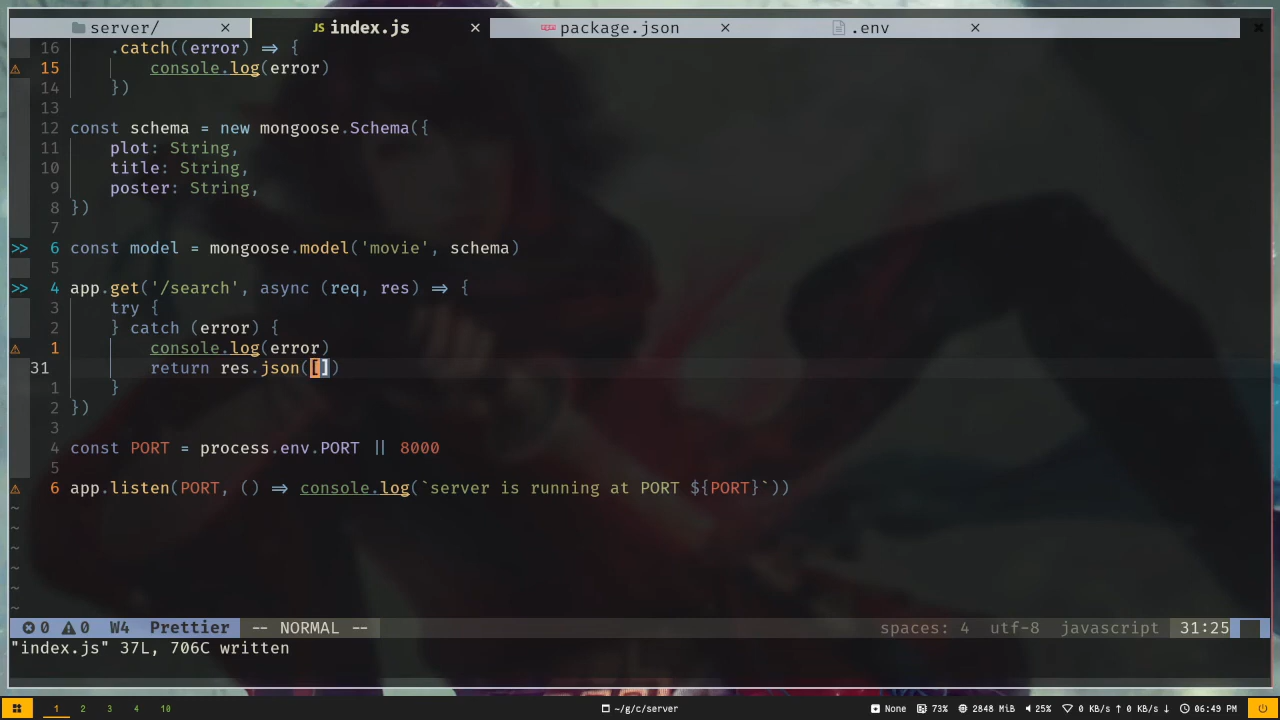 server/ × JS index.js × package.json × .env × ×
16 .catch((error) => {
⚠ 15 console.log(error)
14 })
13
12 const schema = new mongoose.Schema({
11 plot: String,
10 title: String,
9 poster: String,
8 })
7
>> 6 const model = mongoose.model('movie', schema)
5
>> 4 app.get('/search', async (req, res) => {
3 try {
2 } catch (error) {
⚠ 1 console.log(error)
31 return res.json([])
1 }
2 })
3
4 const PORT = process.env.PORT || 8000
5
⚠ 6 app.listen(PORT, () => console.log(`server is running at PORT ${PORT}`))
~
~
~
~
~
~
0 0 W4 Prettier -- NORMAL -- spaces: 4 utf-8 javascript 31:25
"index.js" 37L, 706C written
1 2 3 4 10 ~/g/c/server None 73% 2848 MiB 25% 0 KB/s ↑ 0 KB/s ↓ 06:49 PM